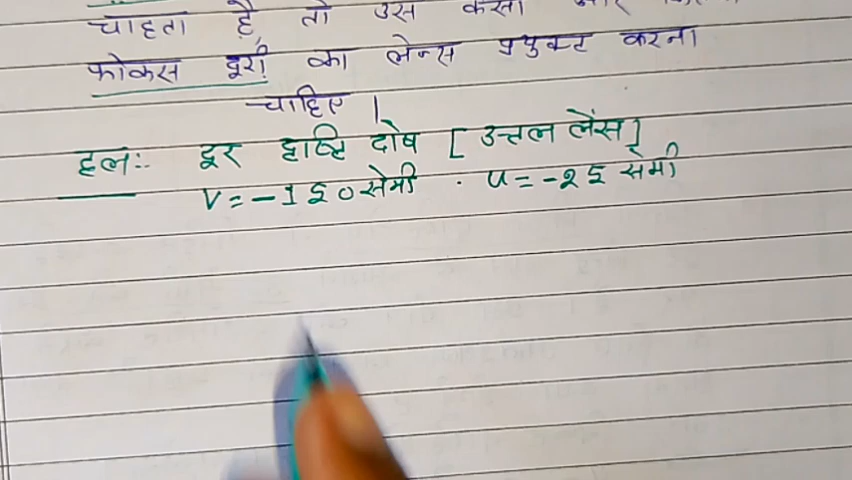 चाहता है, तो उसे
फोकस दूरी का लेन्स प्रयुक्त करना
चाहिए |
हलः- दूर दृष्टि दोष [उत्तल लेंस]
v = -150 सेमी . u = -25 सेमी